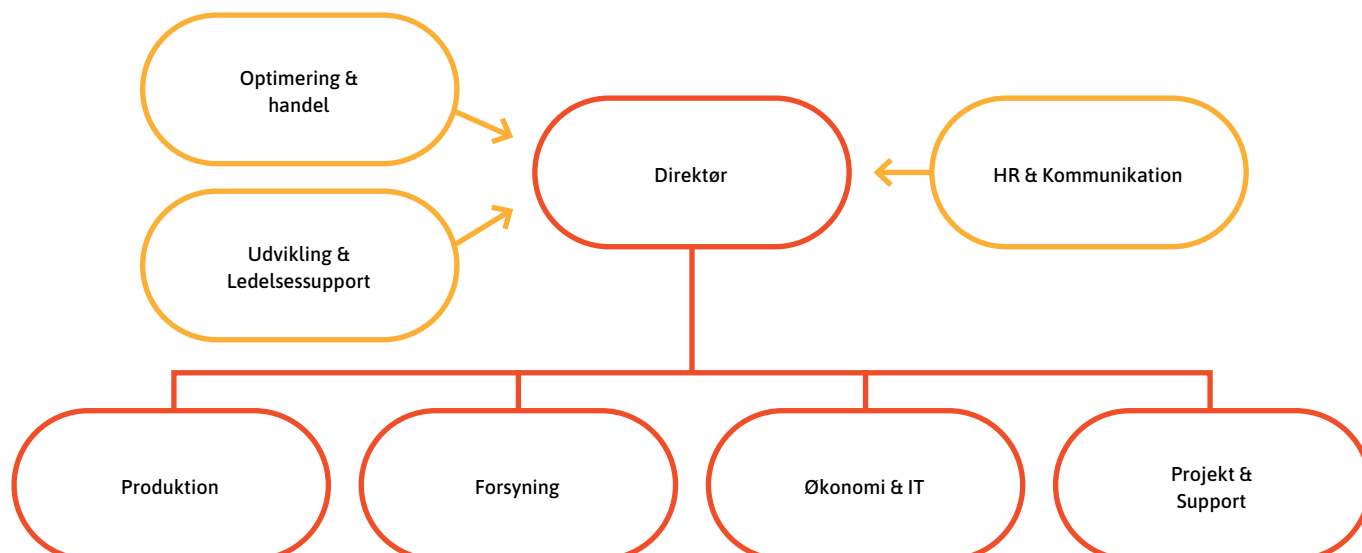 Optimering &
handel
Direktør
HR & Kommunikation
Udvikling &
Ledelsessupport
Produktion
Forsyning
Økonomi & IT
Projekt &
Support